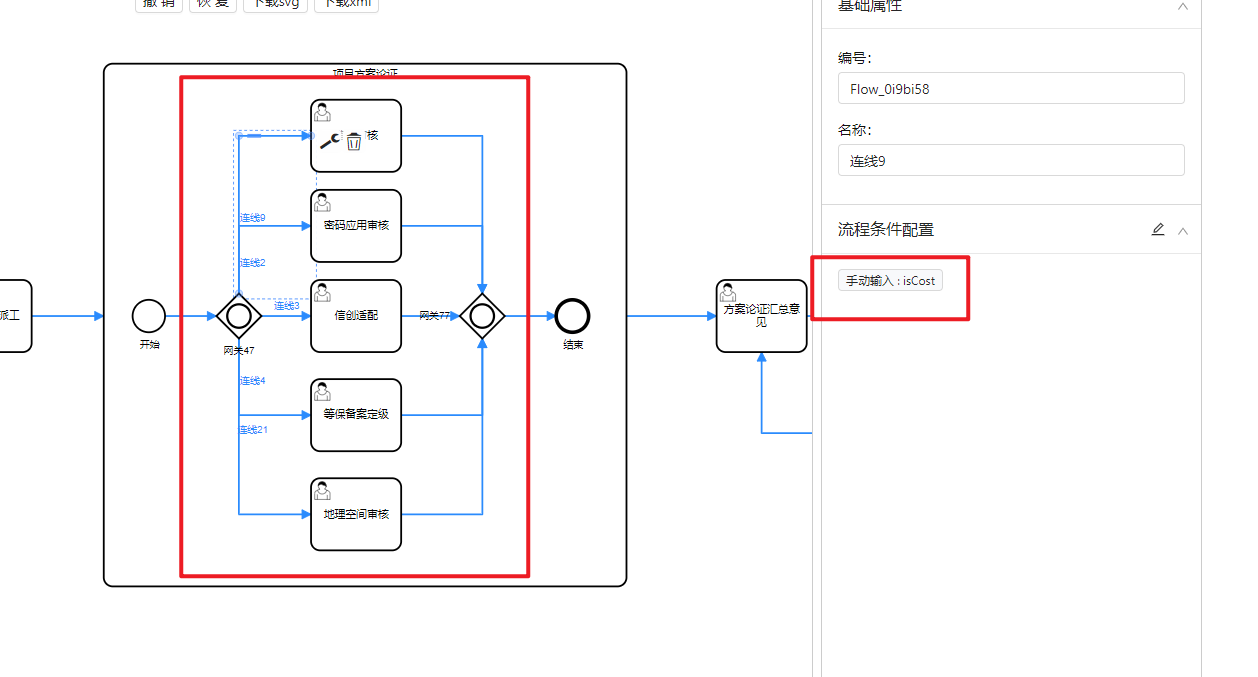 撤 销
恢 复
下载svg
下载xml
基础属性
编号:
Flow_0i9bi58
名称:
连线9
流程条件配置
手动输入 : isCost
项目方案论证
核
连线9
密码应用审核
连线2
连线3
信创适配
网关77
派工
开始
网关47
结束
方案论证汇总意
见
连线4
等保备案定级
连线21
地理空间审核